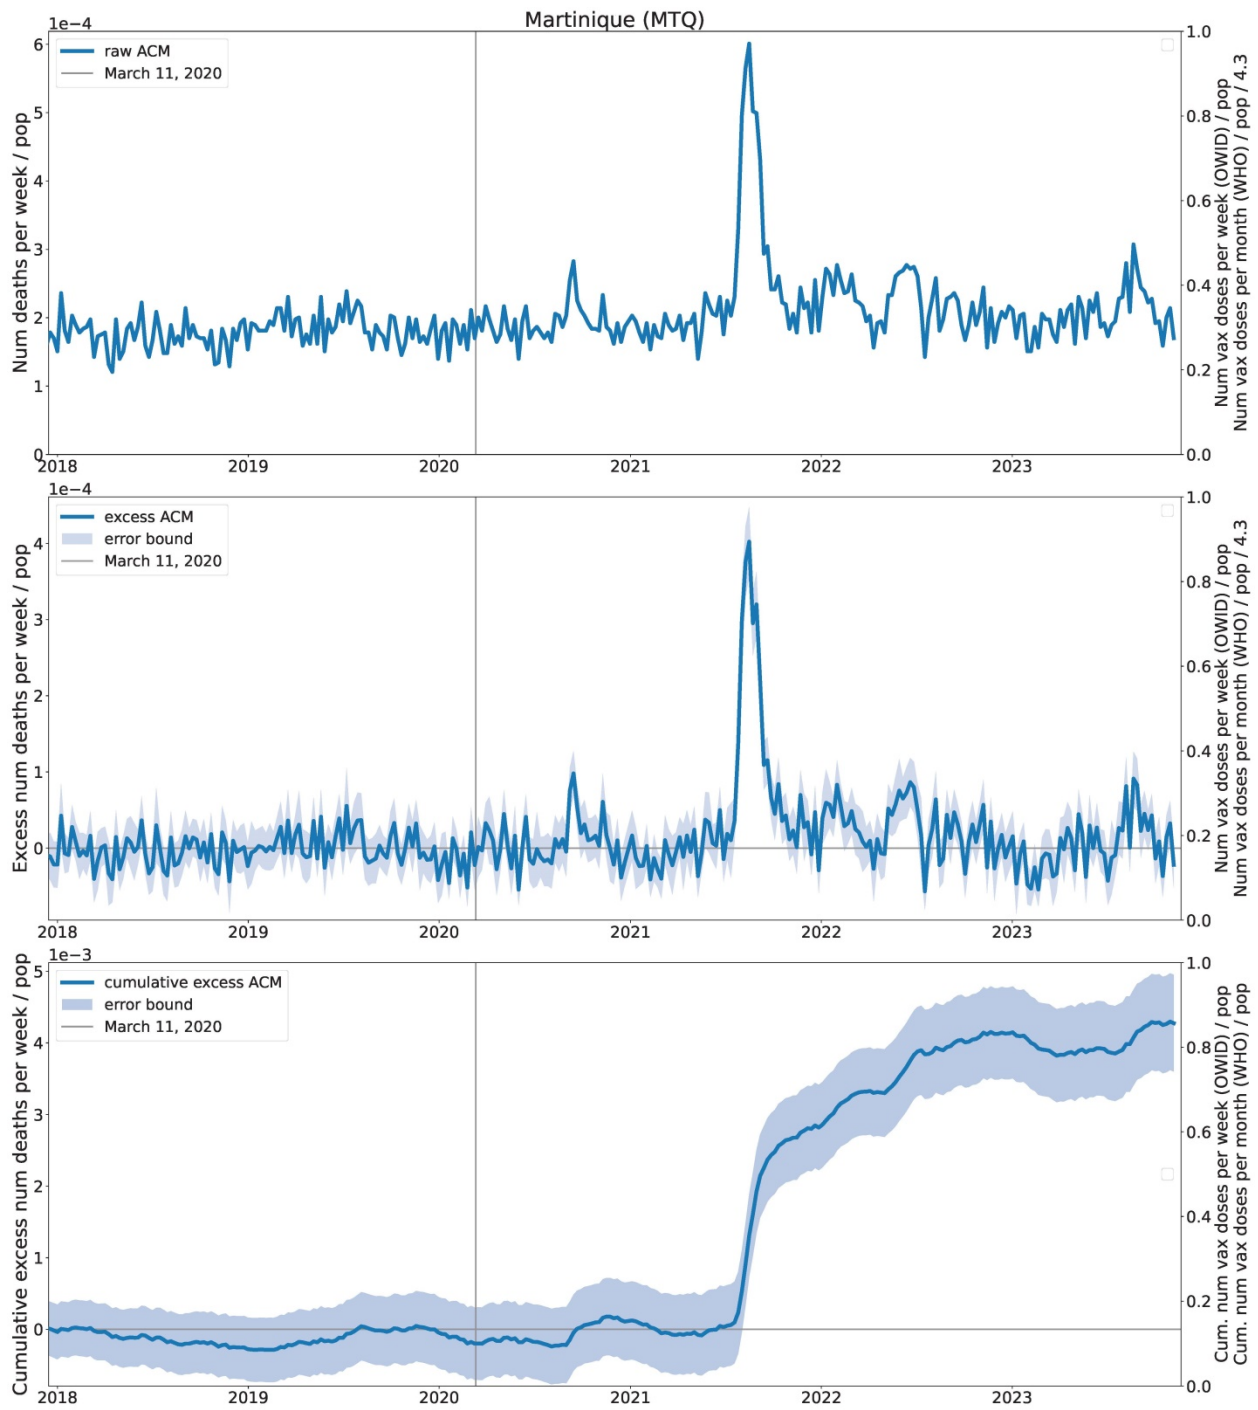 Martinique (MTQ)
1e−4
raw ACM
March 11, 2020
Num deaths per week / pop
6
5
4
3
2
1
0
1.0
0.8
0.6
0.4
0.2
0.0
Num vax doses per week (OWID) / pop
Num vax doses per month (WHO) / pop / 4.3
2018 2019 2020 2021 2022 2023
1e−4
excess ACM
error bound
March 11, 2020
Excess num deaths per week / pop
4
3
2
1
0
1.0
0.8
0.6
0.4
0.2
0.0
Num vax doses per week (OWID) / pop
Num vax doses per month (WHO) / pop / 4.3
2018 2019 2020 2021 2022 2023
1e−3
cumulative excess ACM
error bound
March 11, 2020
Cumulative excess num deaths per week / pop
5
4
3
2
1
0
1.0
0.8
0.6
0.4
0.2
0.0
Cum. num vax doses per week (OWID) / pop
Cum. num vax doses per month (WHO) / pop
2018 2019 2020 2021 2022 2023